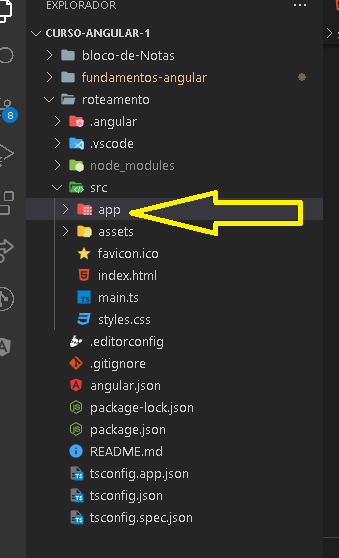 EXPLORADOR
CURSO-ANGULAR-1
bloco-de-Notas
fundamentos-angular
roteamento
.angular
.vscode
node_modules
src
app
assets
favicon.ico
index.html
main.ts
TS
styles.css
.editorconfig
.gitignore
angular.json
package-lock.json
package.json
README.md
tsconfig.app.json
tsconfig.json
tsconfig.spec.json
8